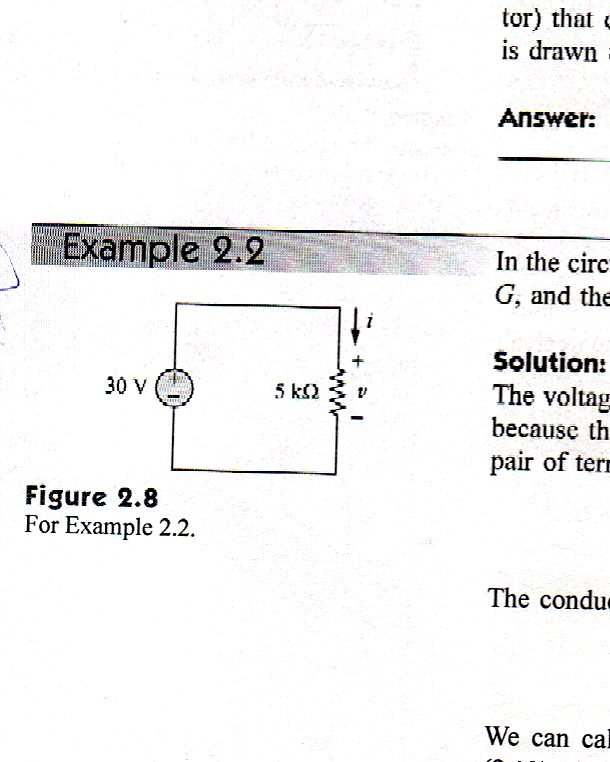 tor) that
is drawn
Answer:
Example 2.2
In the circ
G, and the
i
+
30 V
+
−
5 kΩ
v
−
Solution:
The voltag
because th
pair of terr
Figure 2.8
For Example 2.2.
The condu
We can cal